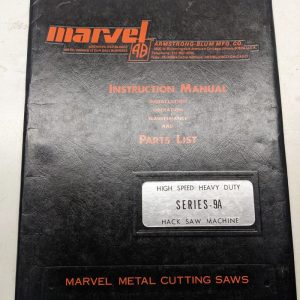 marvel
ARMSTRONG-BLUM MFG. CO.
INSTRUCTION MANUAL
INSTALLATION
OPERATION
MAINTENANCE
AND
PARTS LIST
HIGH SPEED HEAVY DUTY
SERIES-9A
HACK SAW MACHINE
MARVEL METAL CUTTING SAWS